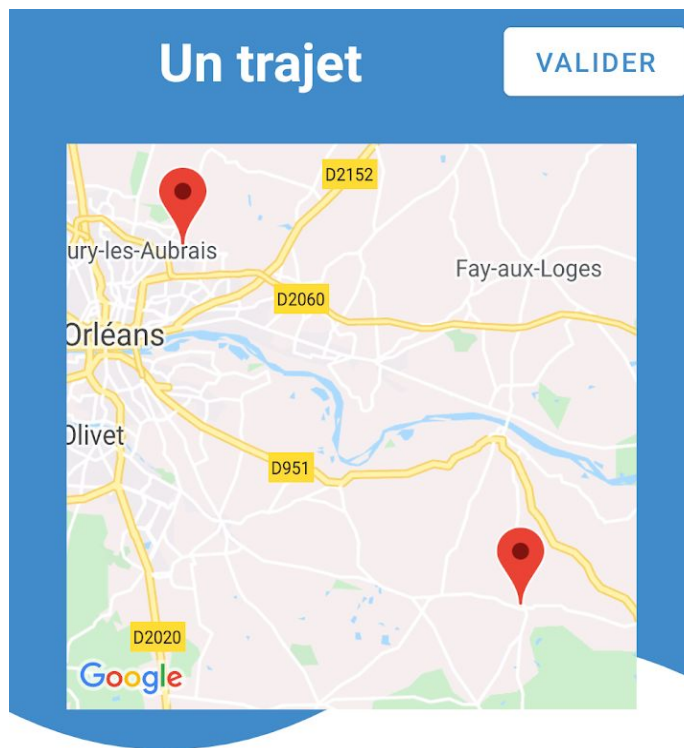 Un trajet
VALIDER
D2152
ury-les-Aubrais
Fay-aux-Loges
D2060
Orléans
Olivet
D951
D2020
Google